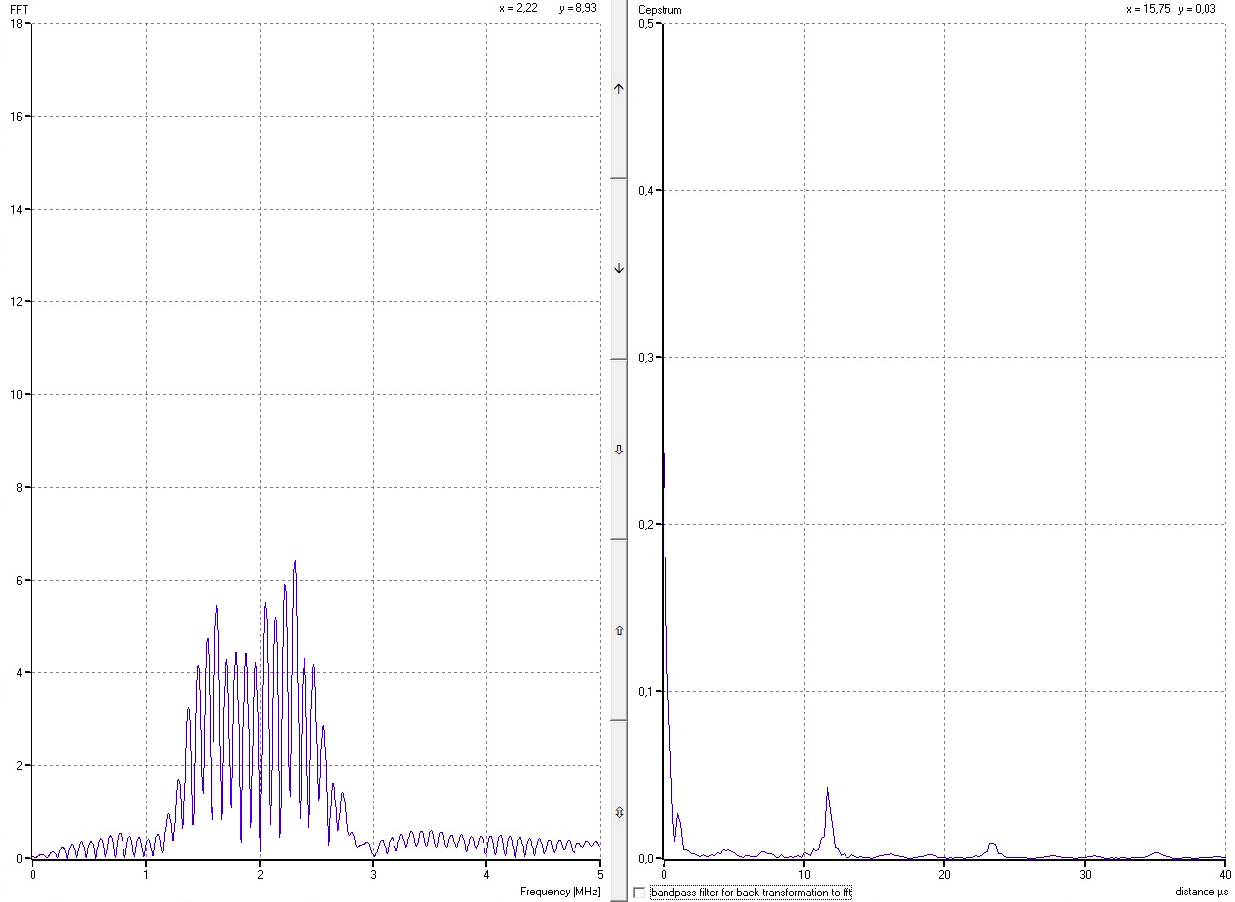 FFT
x = 2,22 y = 8,93
18
16
14
12
10
8
6
4
2
0
0 1 2 3 4 5
Frequency [MHz]
Cepstrum
x = 15,75 y = 0,03
0,5
0,4
0,3
0,2
0,1
0,0
0 10 20 30 40
bandpass filter for back transformation to fft
distance µs